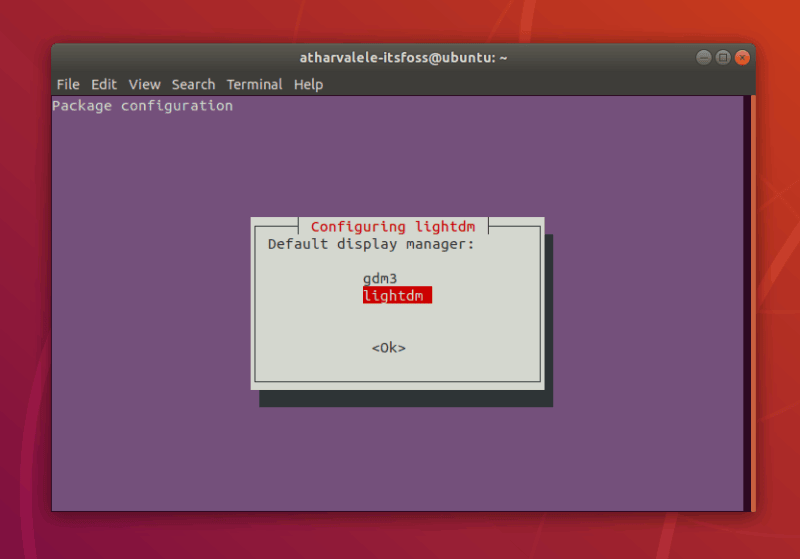 atharvalele-itsfoss@ubuntu: ~
File Edit View Search Terminal Help
Package configuration
Configuring lightdm
Default display manager:
gdm3
lightdm
<Ok>